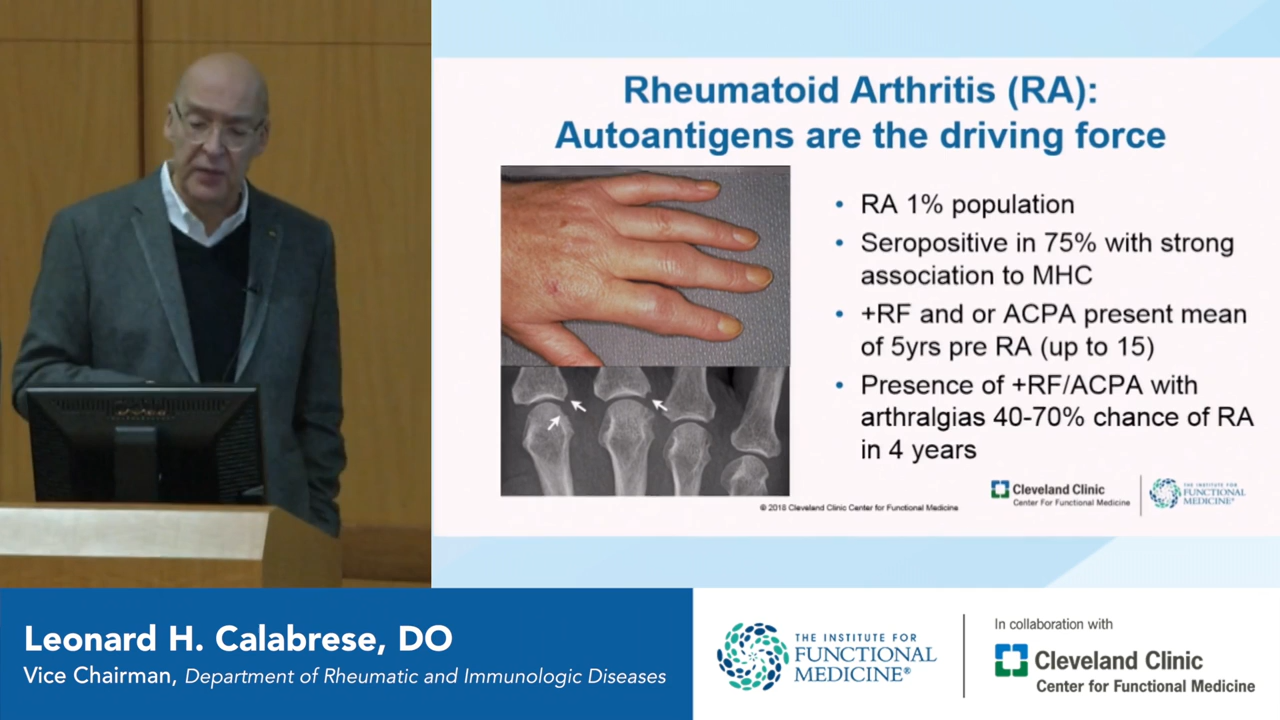 Rheumatoid Arthritis (RA):
Autoantigens are the driving force
• RA 1% population
• Seropositive in 75% with strong
association to MHC
• +RF and or ACPA present mean
of 5yrs pre RA (up to 15)
• Presence of +RF/ACPA with
arthralgias 40-70% chance of RA
in 4 years
Cleveland Clinic
Center For Functional Medicine
THE INSTITUTE FOR
FUNCTIONAL
MEDICINE®
© 2018 Cleveland Clinic Center for Functional Medicine
Leonard H. Calabrese, DO
Vice Chairman, Department of Rheumatic and Immunologic Diseases
THE INSTITUTE FOR
FUNCTIONAL
MEDICINE®
In collaboration with
Cleveland Clinic
Center for Functional Medicine